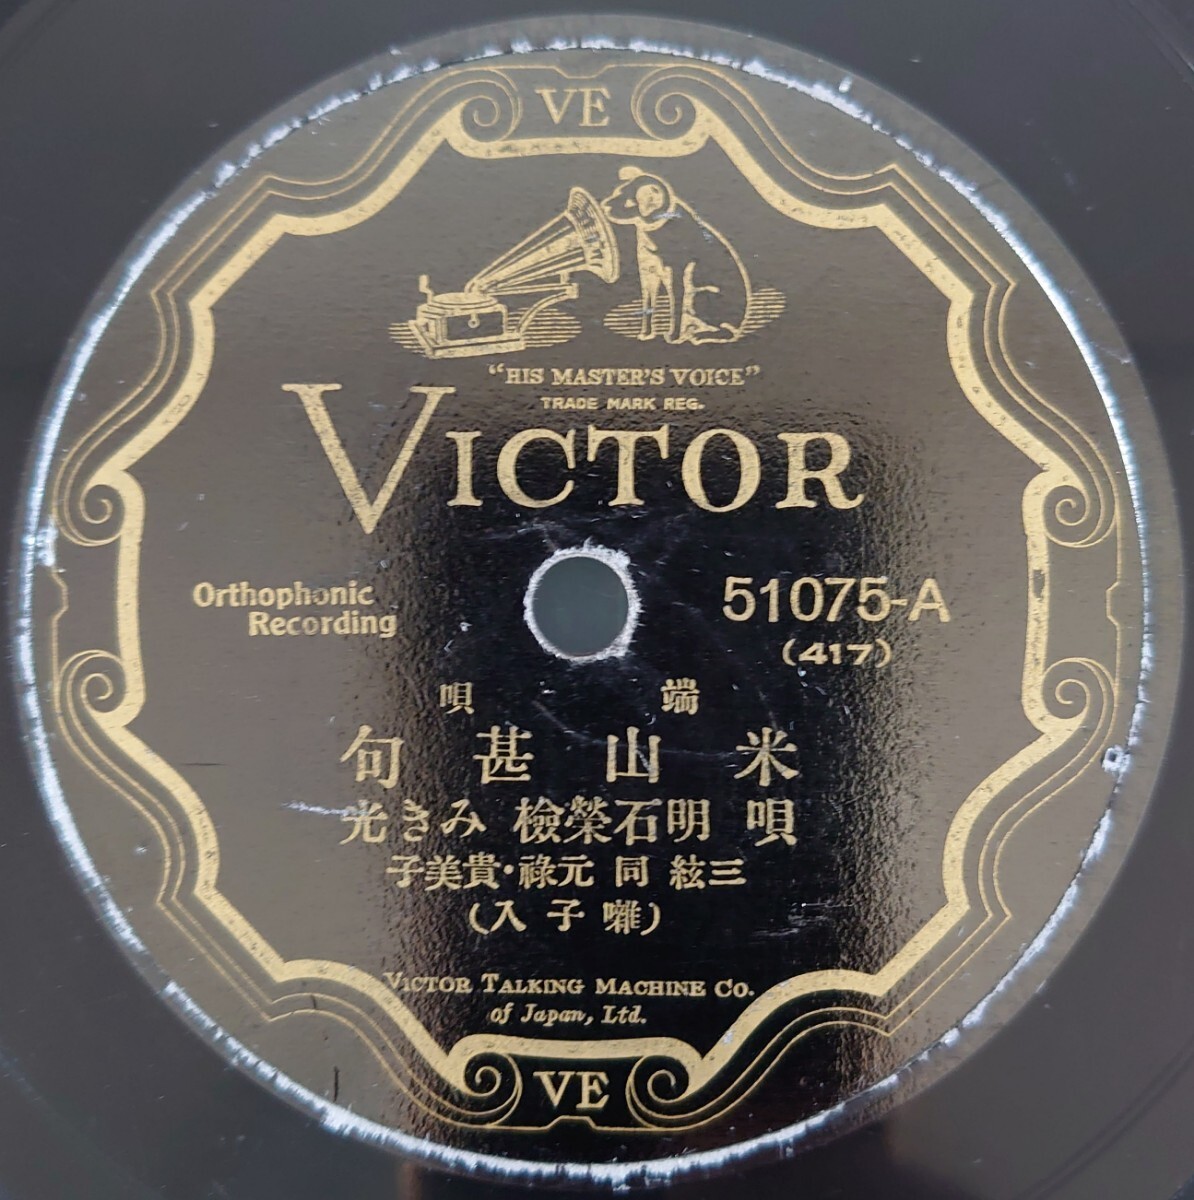 VE
"HIS MASTER'S VOICE"
TRADE MARK REG.
VICTOR
Orthophonic
Recording
51075-A
(417)
端唄
米山甚句
唄 明石榮檢 みき光
三絃 同 元祿・貴美子
(囃子入)
VICTOR TALKING MACHINE CO.
of Japan, Ltd.
VE